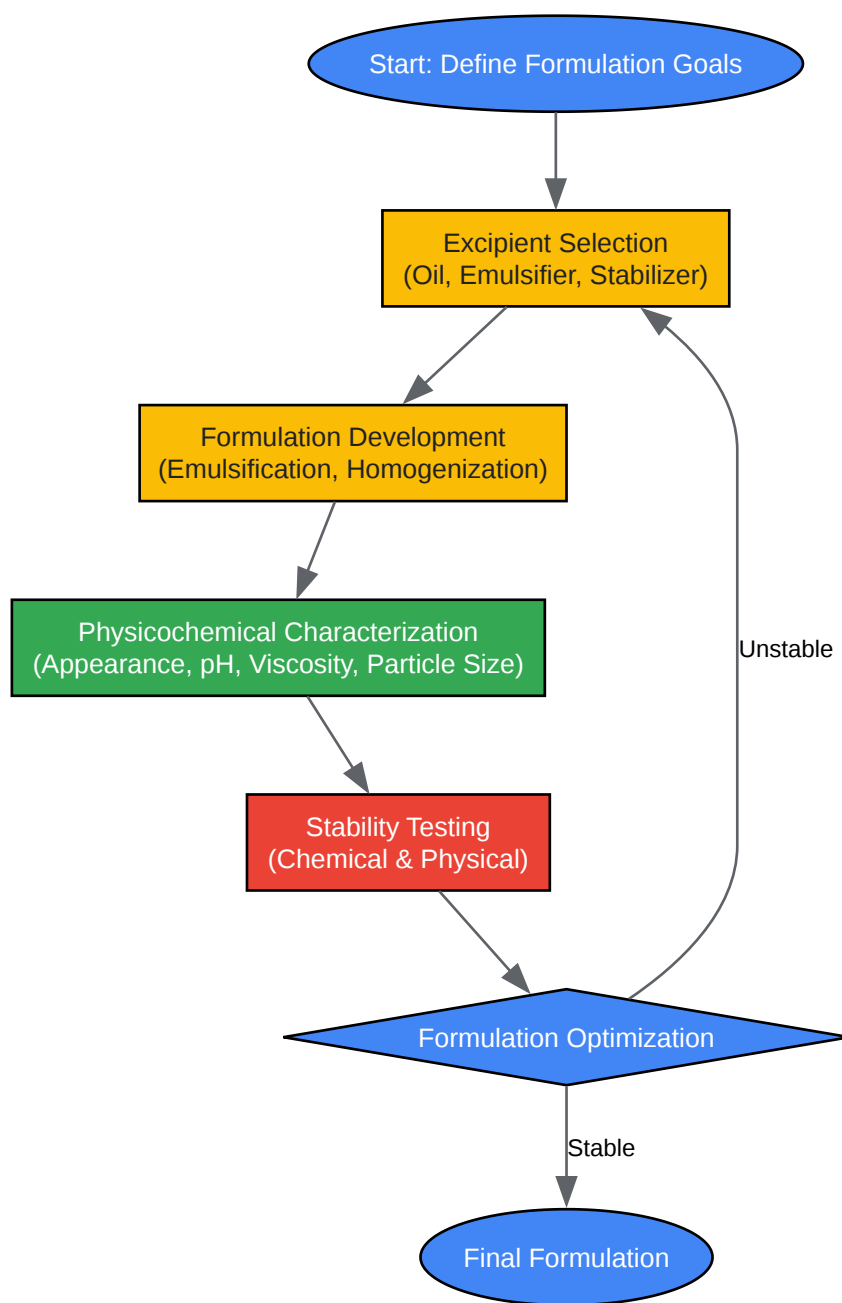 Start: Define Formulation Goals
Excipient Selection
(Oil, Emulsifier, Stabilizer)
Formulation Development
(Emulsification, Homogenization)
Physicochemical Characterization
(Appearance, pH, Viscosity, Particle Size)
Unstable
Stability Testing
(Chemical & Physical)
Formulation Optimization
Stable
Final Formulation